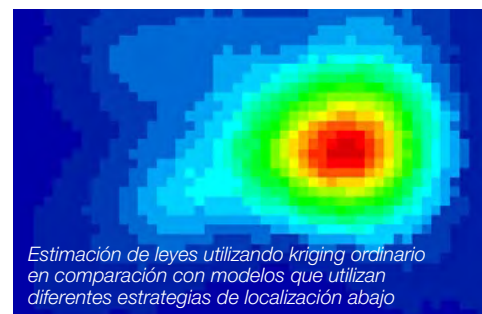 Estimación de leyes utilizando kriging ordinario
en comparación con modelos que utilizan
diferentes estrategias de localización abajo